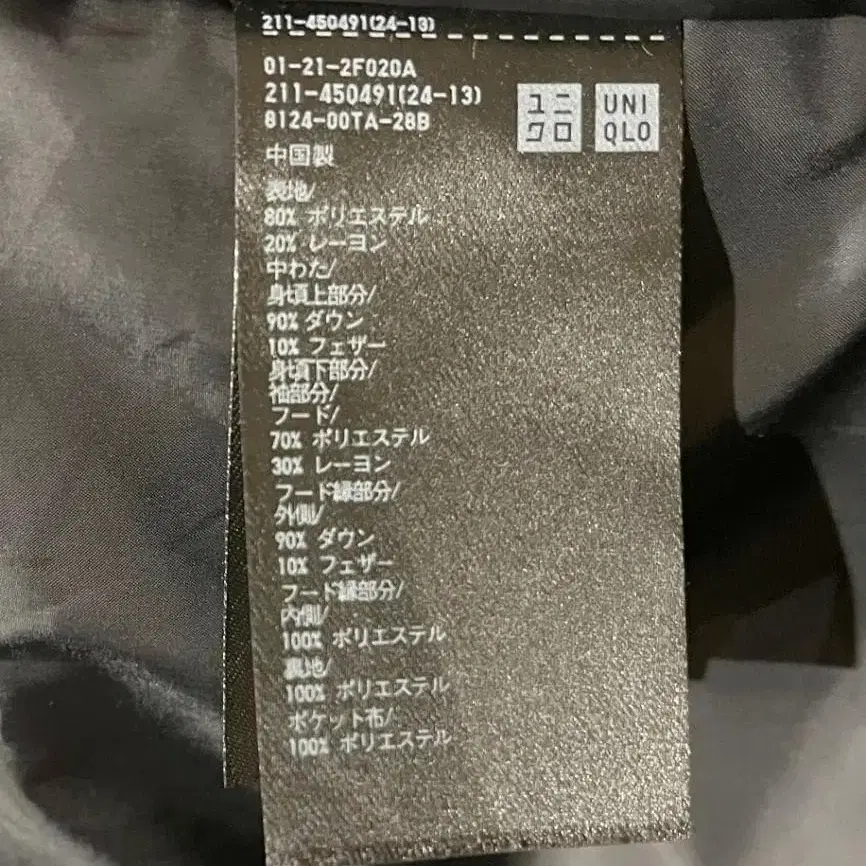 211-450491(24-13)
01-21-2F020A
211-450491(24-13)
8124-00TA-28B
ユニ
クロ
UNI
QLO
中国製
表地/
80% ポリエステル
20% レーヨン
中わた/
身頃上部分/
90% ダウン
10% フェザー
身頃下部分/
袖部分/
フード/
70% ポリエステル
30% レーヨン
フード縁部分/
外側/
90% ダウン
10% フェザー
フード縁部分/
内側/
100% ポリエステル
裏地/
100% ポリエステル
ポケット布/
100% ポリエステル